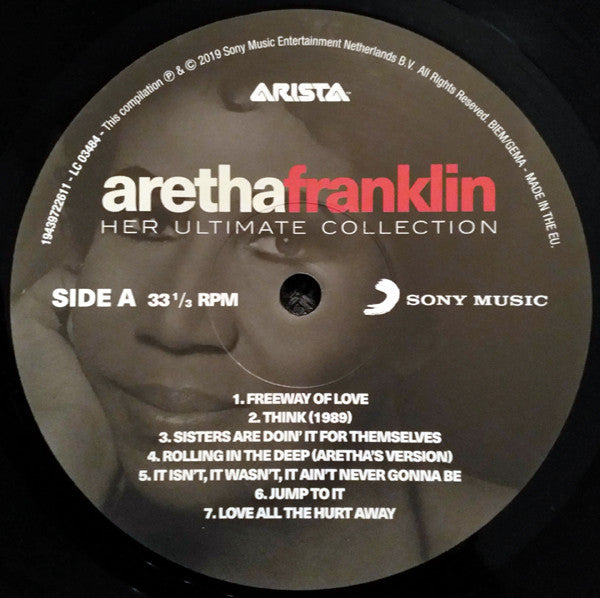 19439722611 - LC 03484 - This compilation ℗ & © 2019 Sony Music Entertainment Netherlands B.V. All Rights Reseved. BIEM/GEMA - MADE IN THE EU.
ARISTA™
arethafranklin
HER ULTIMATE COLLECTION
SIDE A 33 1/3 RPM
SONY MUSIC
1. FREEWAY OF LOVE
2. THINK (1989)
3. SISTERS ARE DOIN' IT FOR THEMSELVES
4. ROLLING IN THE DEEP (ARETHA'S VERSION)
5. IT ISN'T, IT WASN'T, IT AIN'T NEVER GONNA BE
6. JUMP TO IT
7. LOVE ALL THE HURT AWAY